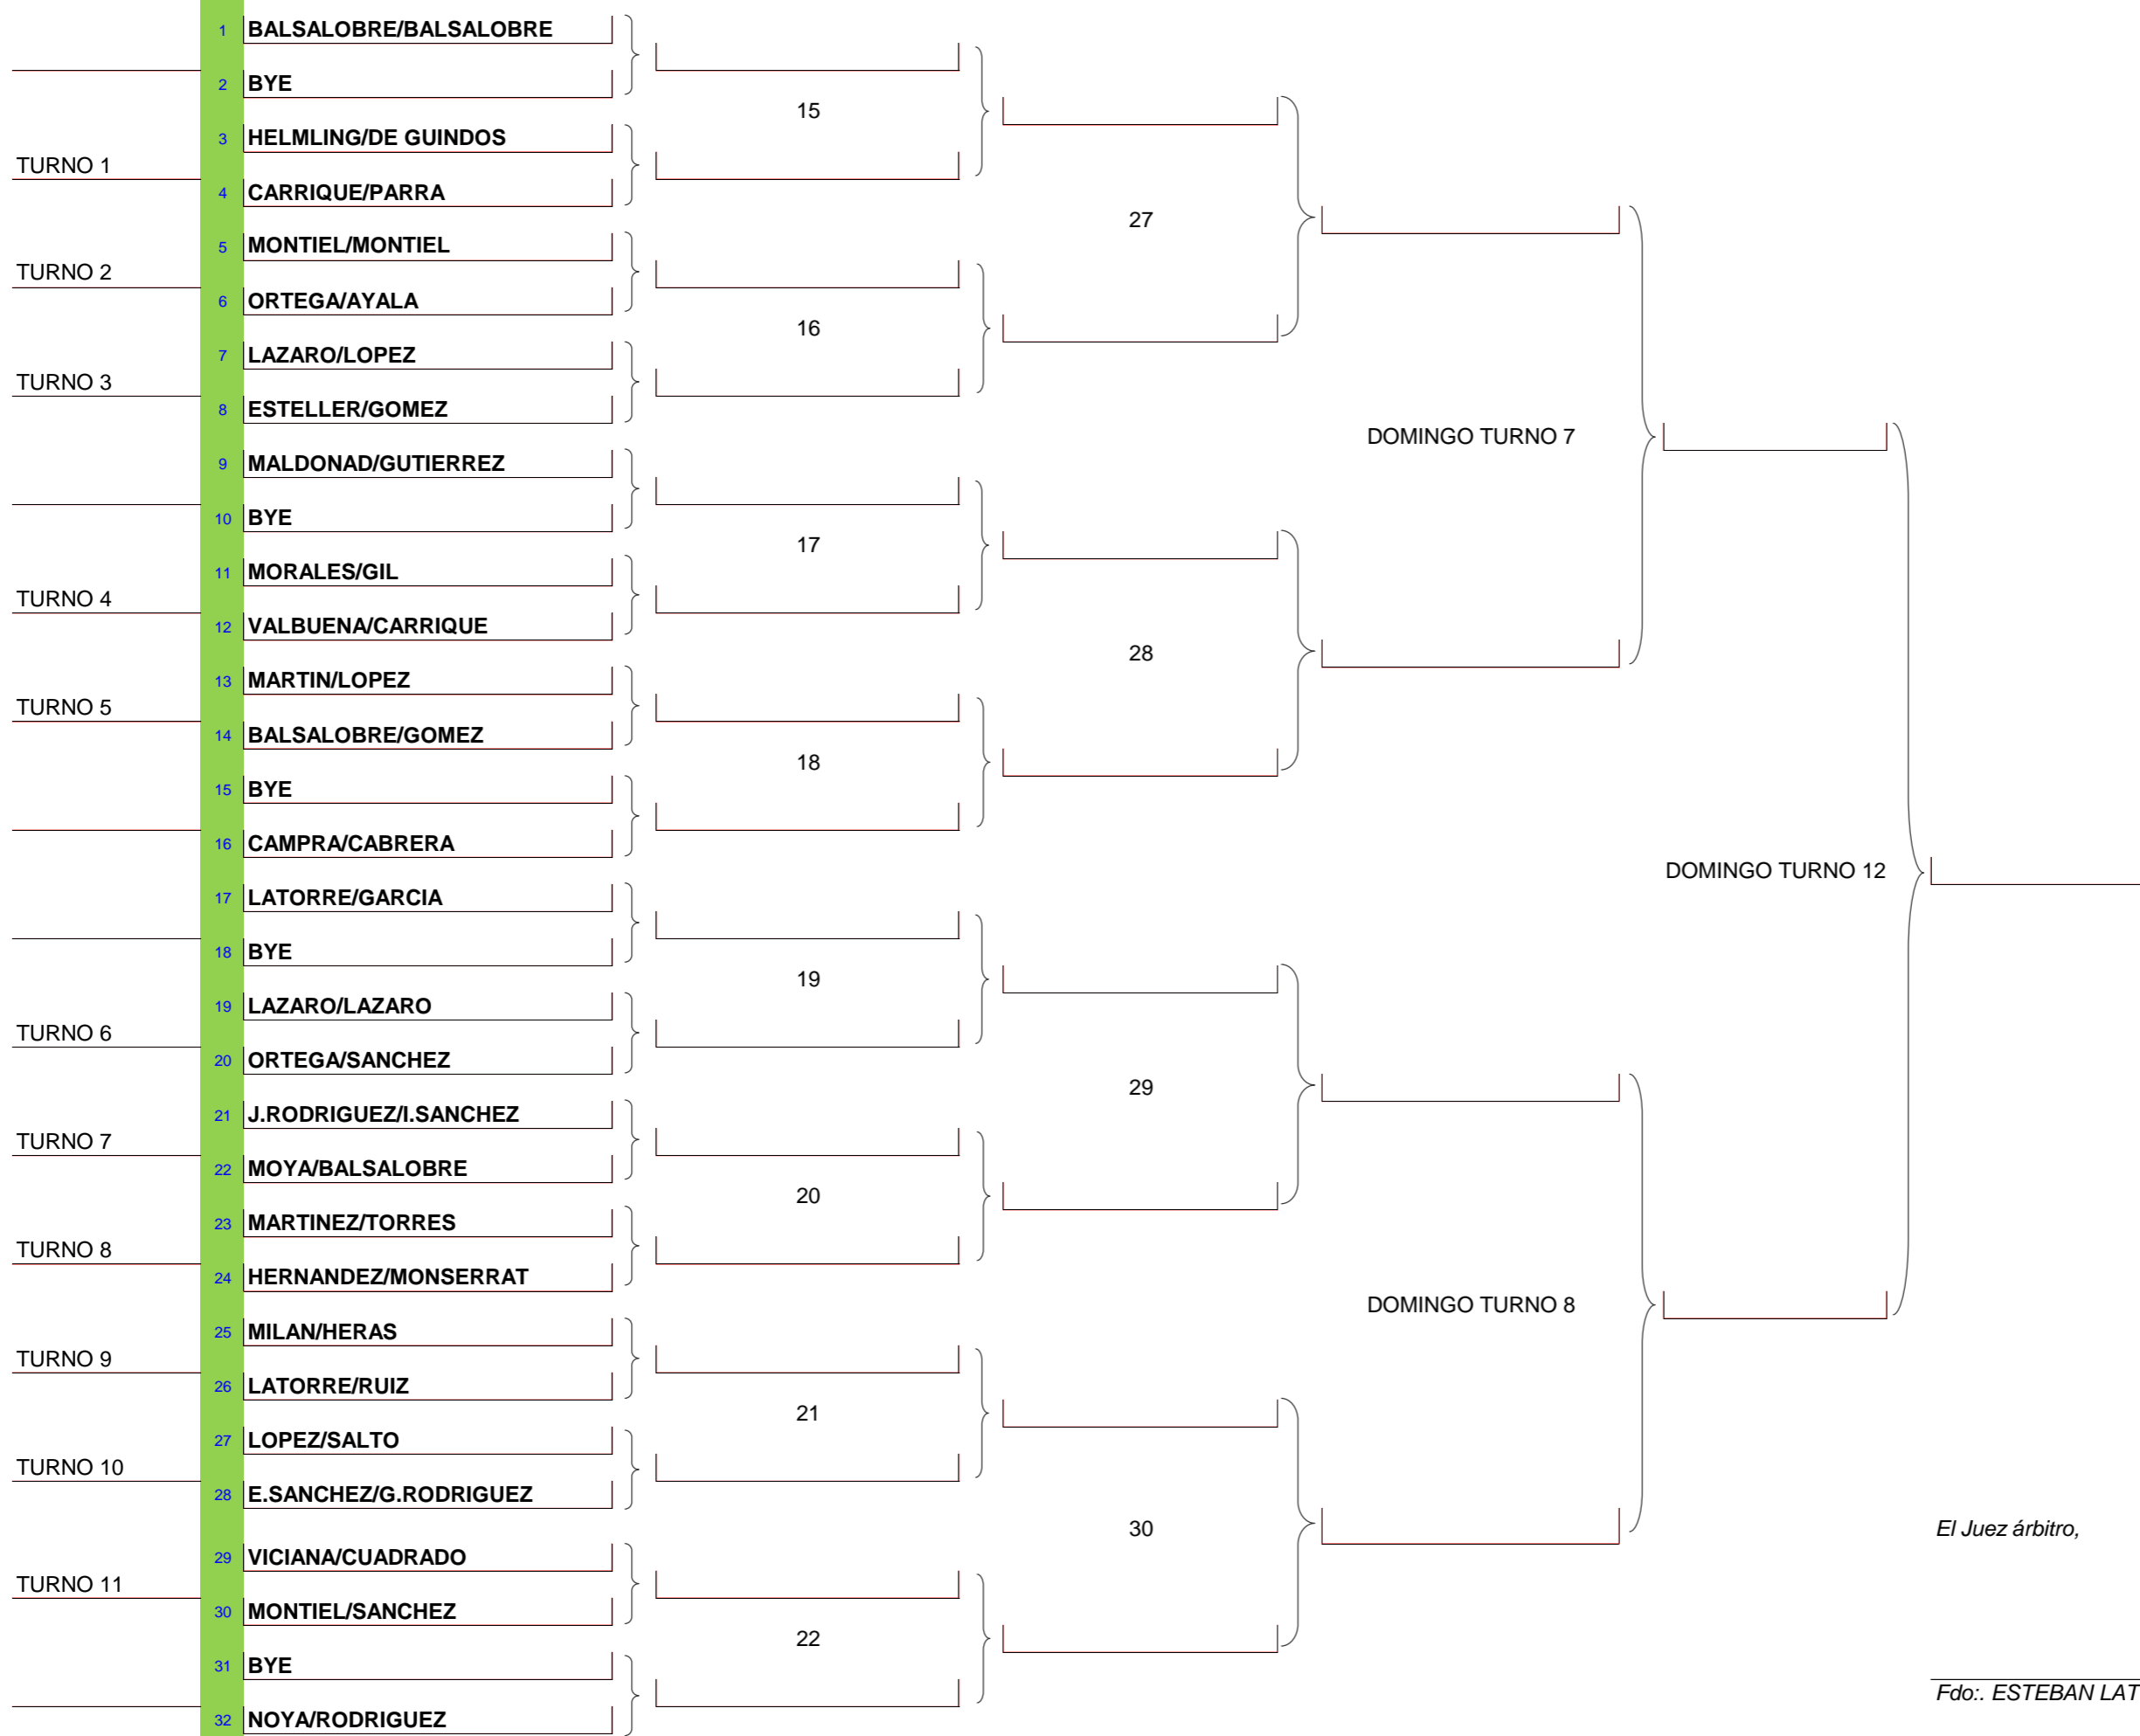 1 BALSALOBRE/BALSALOBRE
2 BYE
15
3 HELMLING/DE GUINDOS
TURNO 1
4 CARRIQUE/PARRA
27
5 MONTIEL/MONTIEL
TURNO 2
6 ORTEGA/AYALA
16
7 LAZARO/LOPEZ
TURNO 3
8 ESTELLER/GOMEZ
DOMINGO TURNO 7
9 MALDONAD/GUTIERREZ
10 BYE
17
11 MORALES/GIL
TURNO 4
12 VALBUENA/CARRIQUE
28
13 MARTIN/LOPEZ
TURNO 5
14 BALSALOBRE/GOMEZ
18
15 BYE
16 CAMPRA/CABRERA
DOMINGO TURNO 12
17 LATORRE/GARCIA
18 BYE
19
19 LAZARO/LAZARO
TURNO 6
20 ORTEGA/SANCHEZ
29
21 J.RODRIGUEZ/I.SANCHEZ
TURNO 7
22 MOYA/BALSALOBRE
20
23 MARTINEZ/TORRES
TURNO 8
24 HERNANDEZ/MONSERRAT
DOMINGO TURNO 8
25 MILAN/HERAS
TURNO 9
26 LATORRE/RUIZ
21
27 LOPEZ/SALTO
TURNO 10
28 E.SANCHEZ/G.RODRIGUEZ
30
El Juez árbitro,
29 VICIANA/CUADRADO
TURNO 11
30 MONTIEL/SANCHEZ
22
31 BYE
Fdo:. ESTEBAN LAT
32 NOYA/RODRIGUEZ